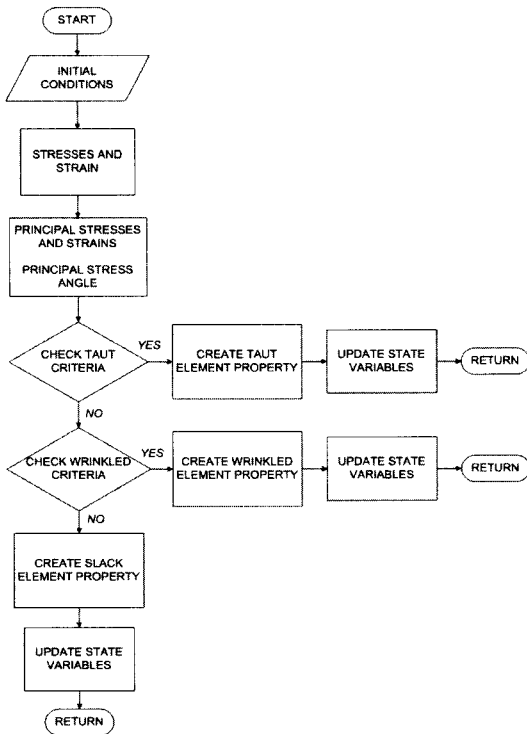 START
INITIAL
CONDITIONS
STRESSES AND
STRAIN
PRINCIPAL STRESSES
AND STRAINS
PRINCIPAL STRESS
ANGLE
CHECK TAUT
CRITERIA
YES
CREATE TAUT
ELEMENT PROPERTY
UPDATE STATE
VARIABLES
RETURN
NO
CHECK WRINKLED
CRITERIA
YES
CREATE WRINKLED
ELEMENT PROPERTY
UPDATE STATE
VARIABLES
RETURN
NO
CREATE SLACK
ELEMENT PROPERTY
UPDATE STATE
VARIABLES
RETURN